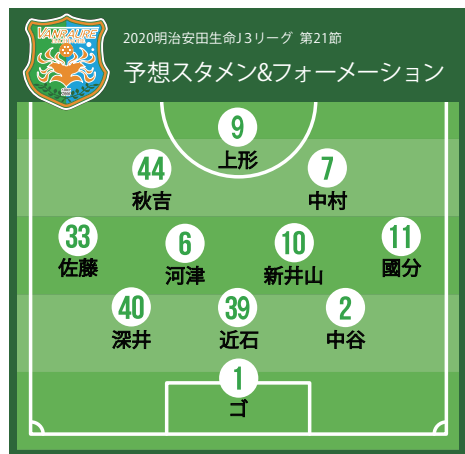 VANRAURE
2020明治安田生命J3リーグ 第21節
予想スタメン&フォーメーション
9
上形
44
7
秋吉
中村
33
6
10
11
佐藤
河津
新井山
國分
40
39
2
深井
近石
中谷
1
ゴ